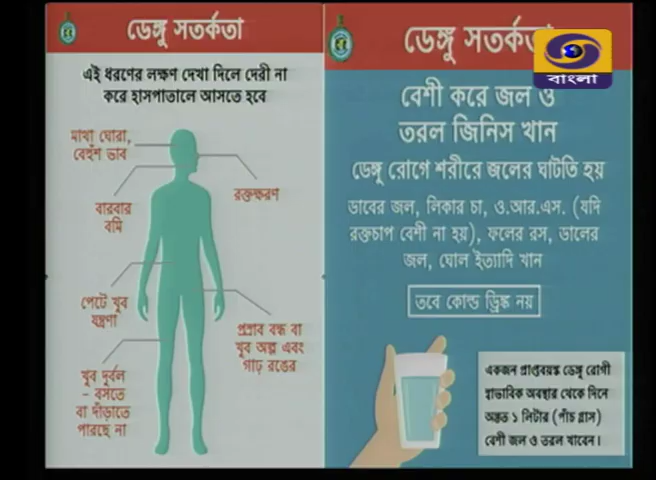 ডেঙ্গু সতর্কতা
এই ধরণের লক্ষণ দেখা দিলে দেরী না
করে হাসপাতালে আসতে হবে
মাথা ঘোরা,
বেহুঁশ ভাব
রক্তক্ষরণ
বারবার
বমি
পেটে খুব
যন্ত্রণা
প্রশ্রাব বন্ধ বা
খুব অল্প এবং
গাঢ় রঙের
খুব দুর্বল
- বসতে
বা দাঁড়াতে
পারছে না
ডেঙ্গু সতর্কতা
বাংলা
বেশী করে জল ও
তরল জিনিস খান
ডেঙ্গু রোগে শরীরে জলের ঘাটতি হয়
ডাবের জল, লিকার চা, ও.আর.এস. (যদি
রক্তচাপ বেশী না হয়), ফলের রস, ডালের
জল, ঘোল ইত্যাদি খান
তবে কোল্ড ড্রিঙ্ক নয়
একজন প্রাপ্তবয়স্ক ডেঙ্গু রোগী
স্বাভাবিক অবস্থার থেকে দিনে
অন্তত ১ লিটার (পাঁচ গ্লাস)
বেশী জল ও তরল খাবেন।